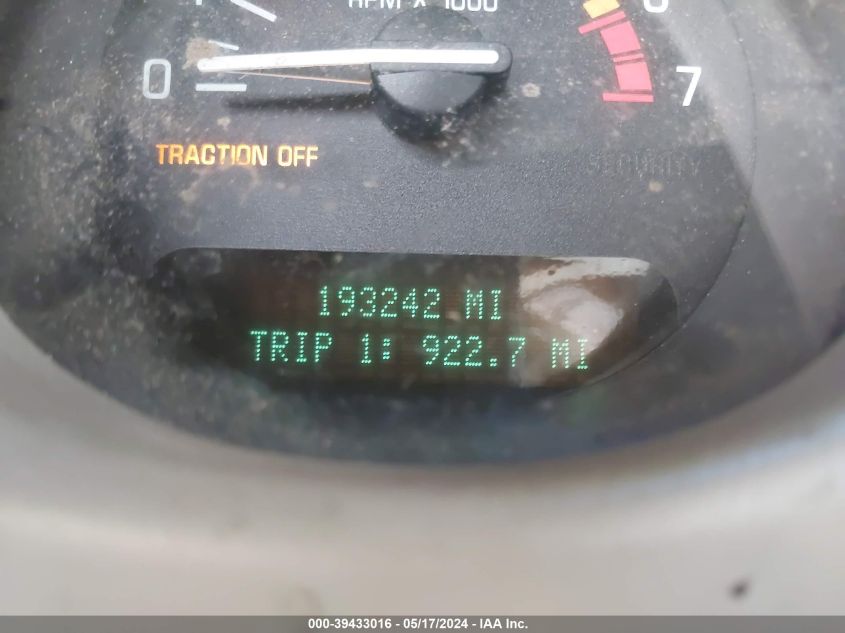 RPM X 1000
0
7
TRACTION OFF
SECURITY
193242 MI
TRIP 1: 922.7 MI
000-39433016 - 05/17/2024 - IAA Inc.